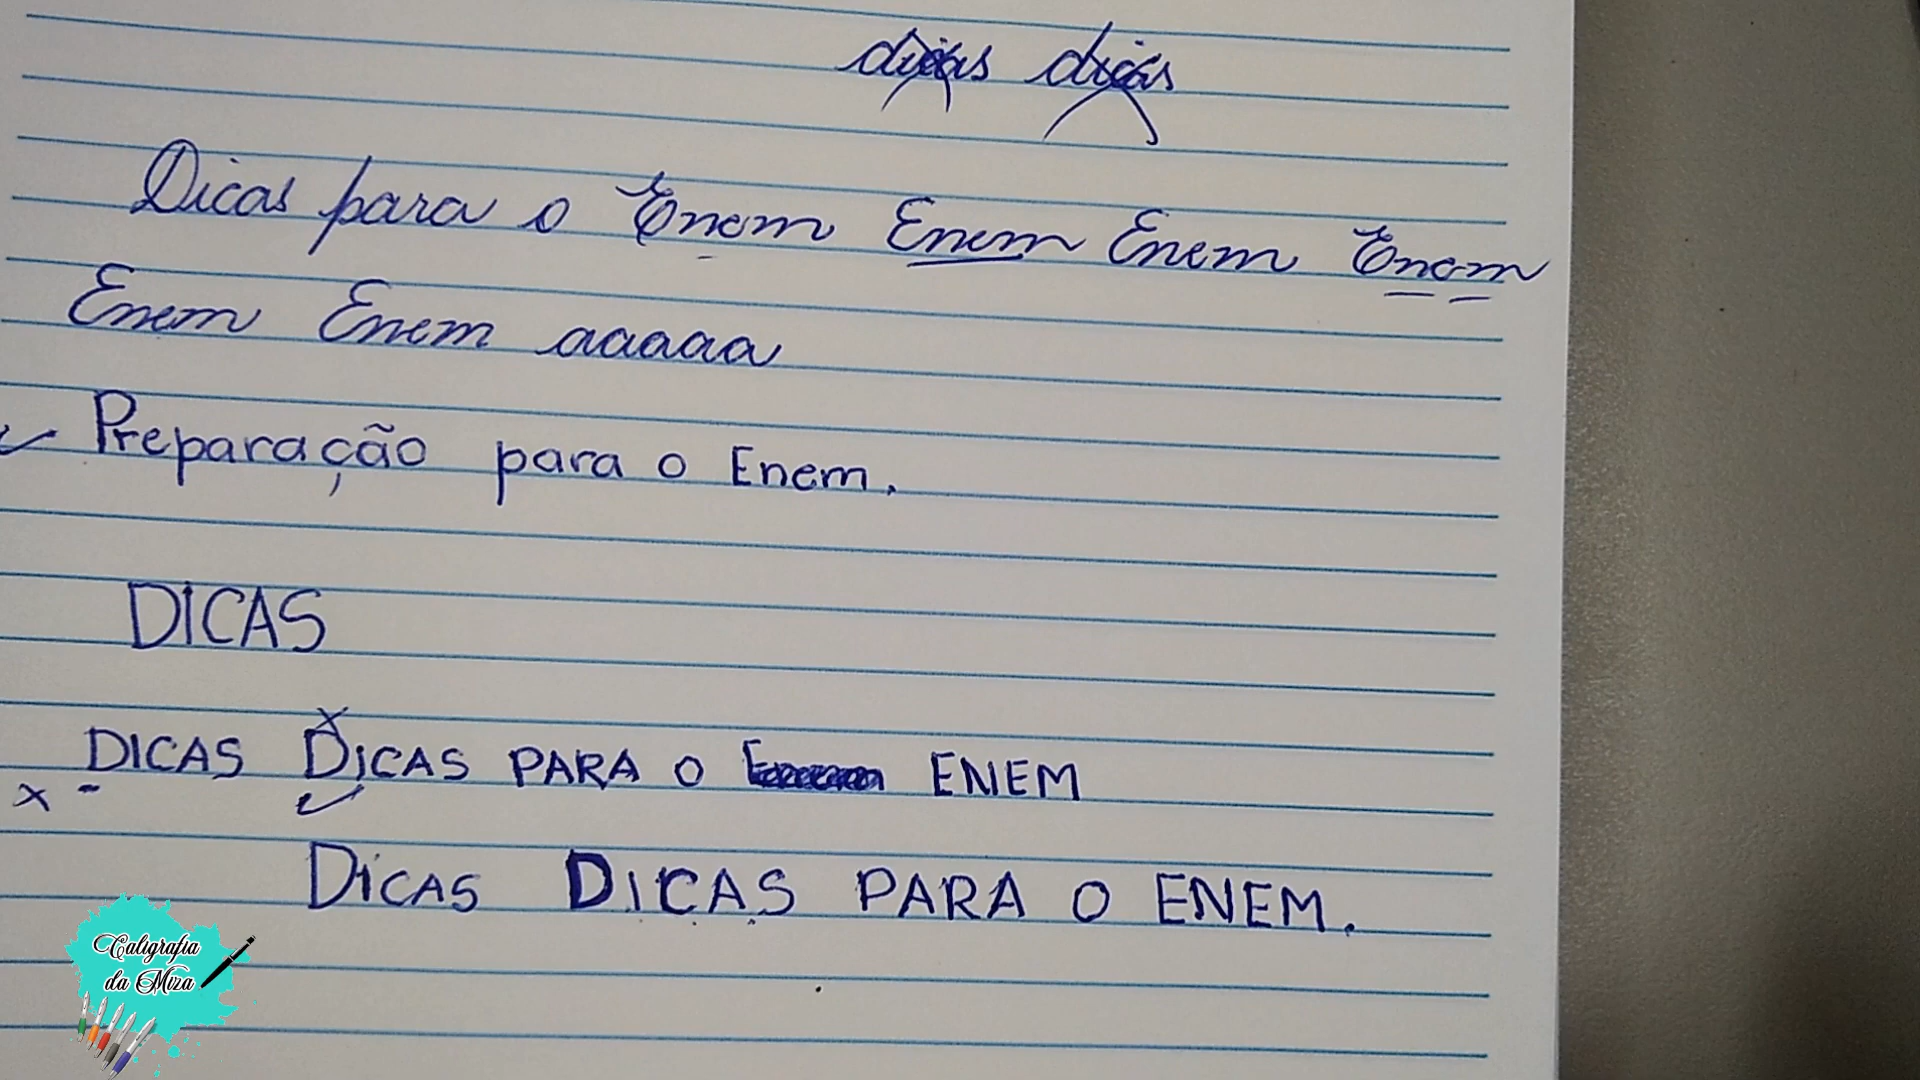 dicas dicas
Dicas para o Enem Enem Enem Enem
Enem Enem aaaaa
Preparação para o Enem.
DICAS
DICAS DICAS PARA O ENEM
DICAS DICAS PARA O ENEM.
Caligrafia
da Miza